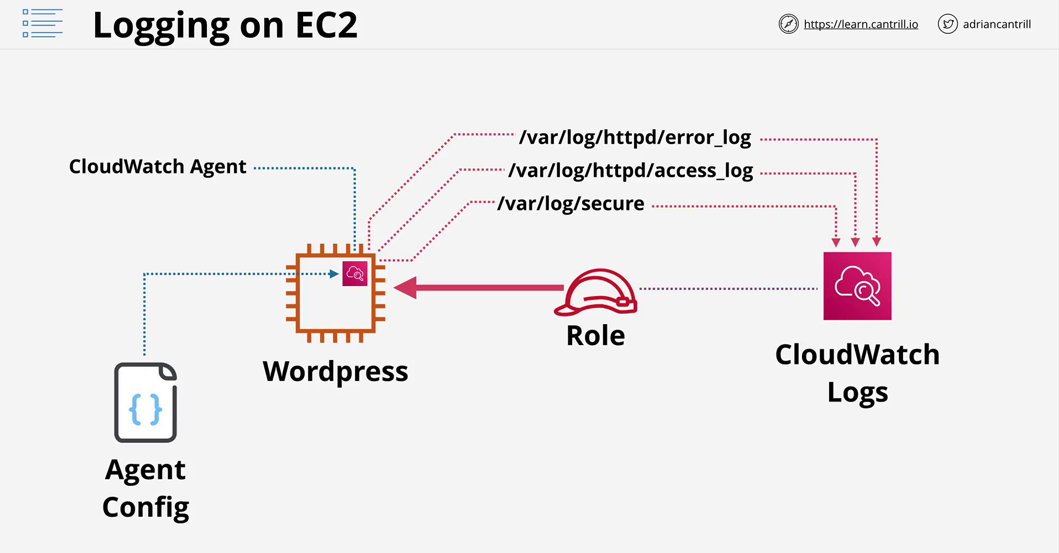 Logging on EC2
https://learn.cantrill.io
adriancantrill
/var/log/httpd/error_log
CloudWatch Agent
/var/log/httpd/access_log
/var/log/secure
Role
Wordpress
CloudWatch
Logs
{ }
Agent
Config